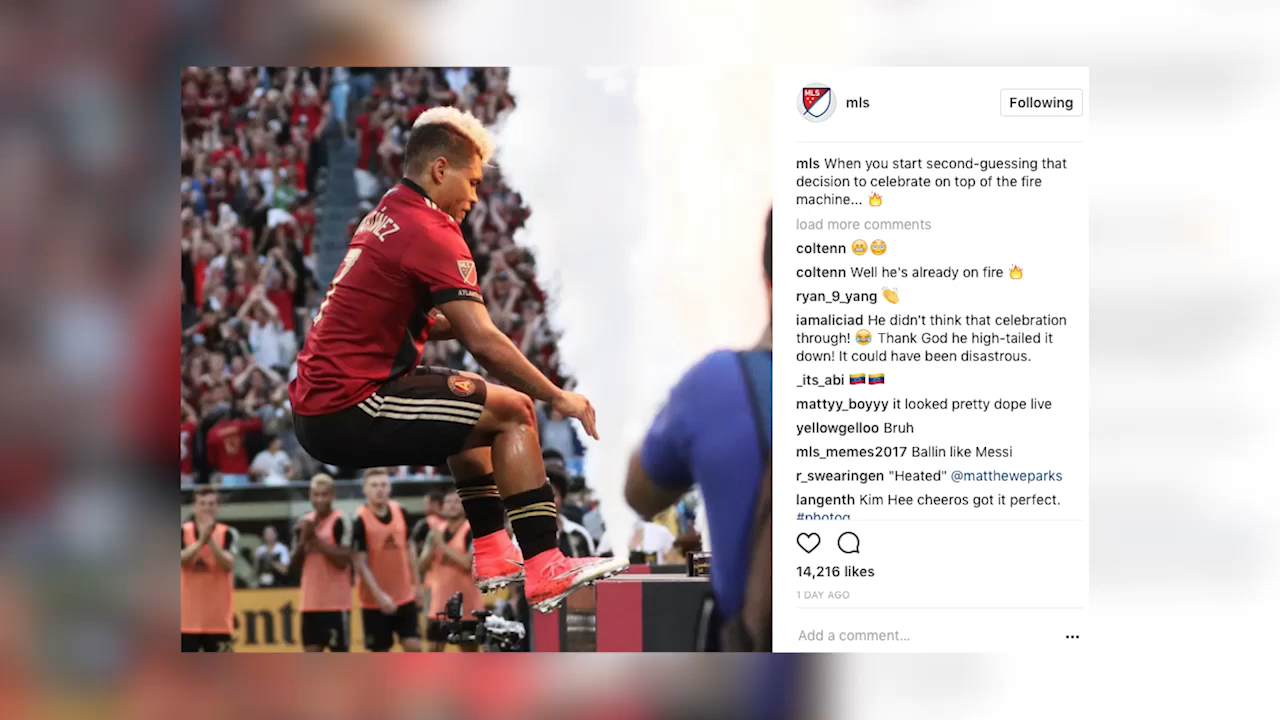 MLS
mls
Following
mls When you start second-guessing that
decision to celebrate on top of the fire
machine... 🔥
load more comments
coltenn 😁😳
coltenn Well he's already on fire 🔥
ryan_9_yang 👏
iamaliciad He didn't think that celebration
through! 😂 Thank God he high-tailed it
down! It could have been disastrous.
_its_abi 🇻🇪🇻🇪
mattyy_boyyy it looked pretty dope live
yellowgelloo Bruh
mls_memes2017 Ballin like Messi
r_swearingen "Heated" @mattheweparks
langenth Kim Hee cheeros got it perfect.
#photog
14,216 likes
1 DAY AGO
Add a comment...
7